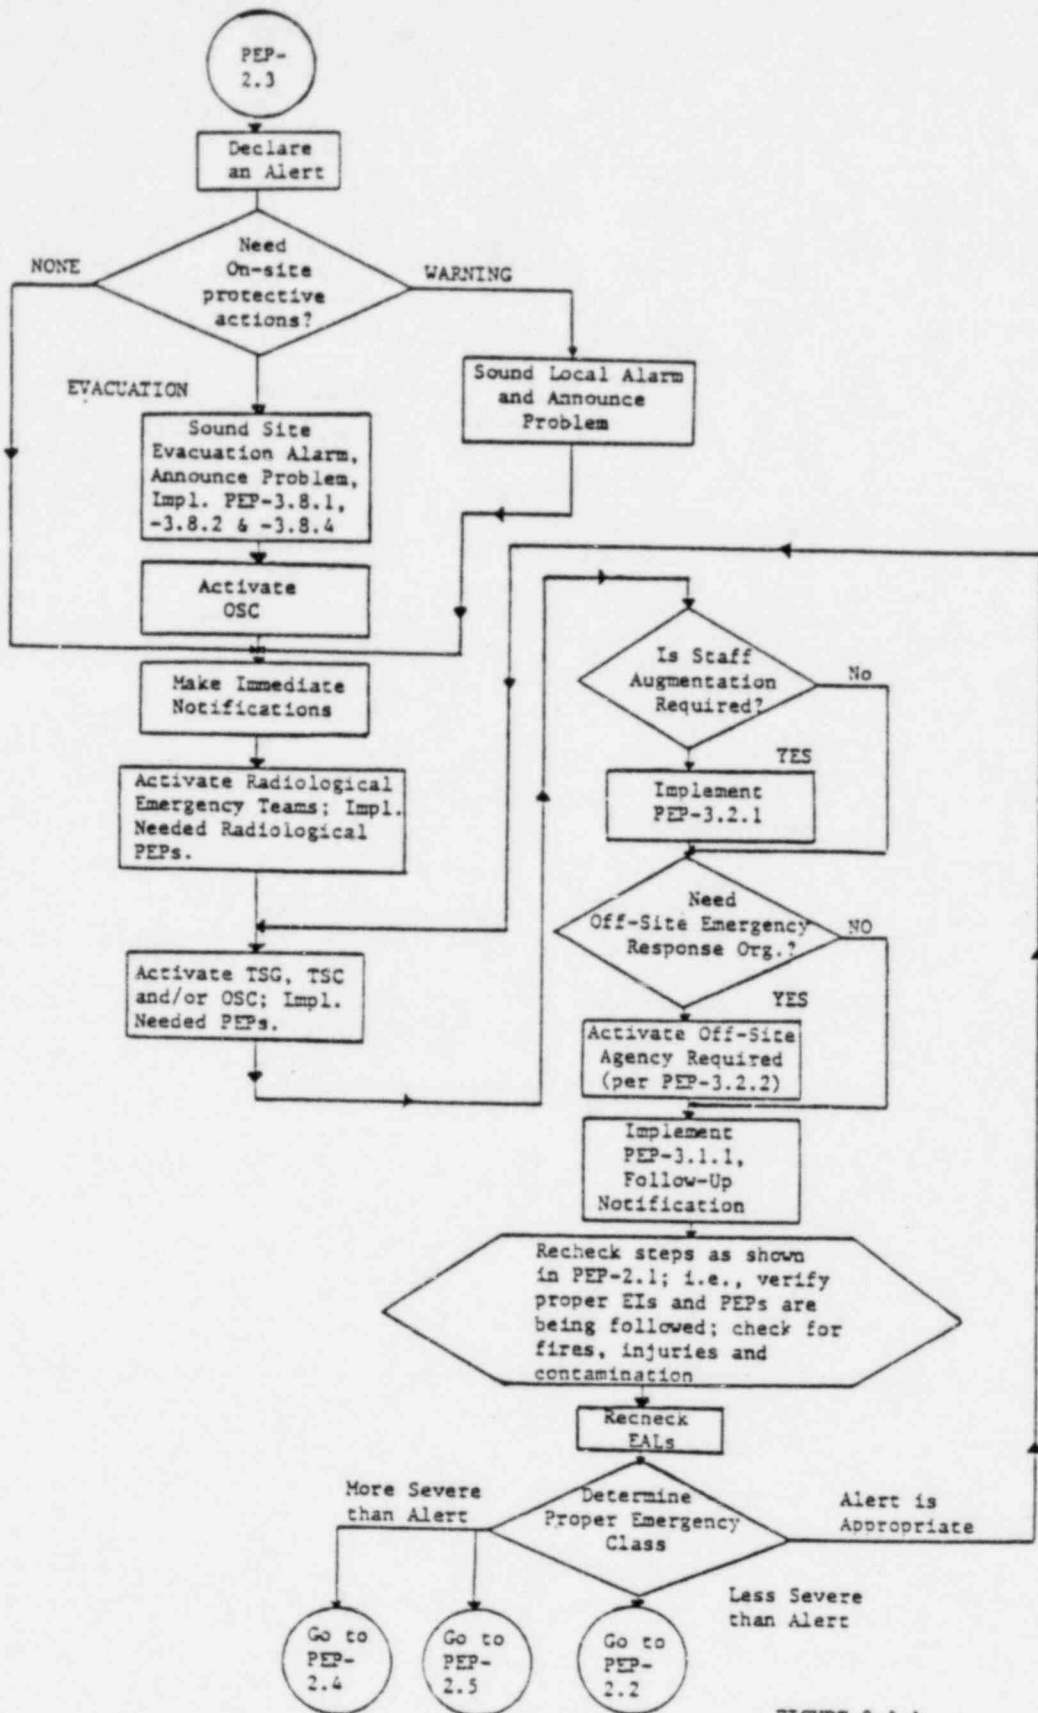 PEP-
2.3
Declare
an Alert
Need
On-site
protective
actions?
NONE
WARNING
EVACUATION
Sound Local Alarm
and Announce
Problem
Sound Site
Evacuation Alarm,
Announce Problem,
Impl. PEP-3.8.1,
-3.8.2 & -3.8.4
Activate
OSC
Make Immediate
Notifications
Activate Radiological
Emergency Teams; Impl.
Needed Radiological
PEPs.
Activate TSG, TSC
and/or OSC; Impl.
Needed PEPs.
Is Staff
Augmentation
Required?
No
YES
Implement
PEP-3.2.1
Need
Off-Site Emergency
Response Org.?
NO
YES
Activate Off-Site
Agency Required
(per PEP-3.2.2)
Implement
PEP-3.1.1,
Follow-Up
Notification
Recheck steps as shown
in PEP-2.1; i.e., verify
proper EIs and PEPs are
being followed; check for
fires, injuries and
contamination
Recheck
EALs
Determine
Proper Emergency
Class
More Severe
than Alert
Alert is
Appropriate
Less Severe
than Alert
Go to
PEP-
2.4
Go to
PEP-
2.5
Go to
PEP-
2.2